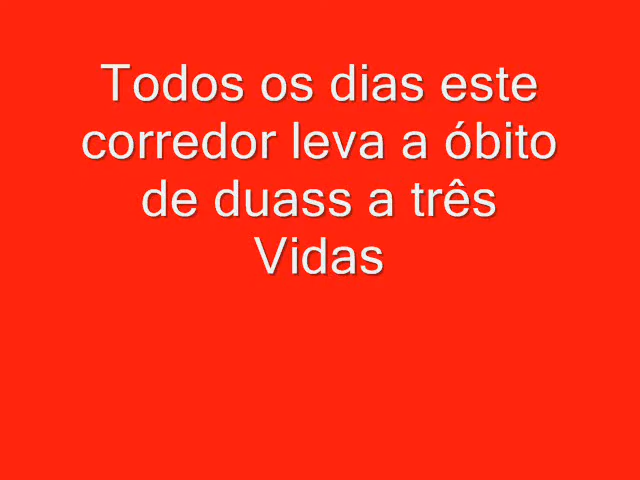 Todos os dias este
corredor leva a óbito
de duass a três
Vidas